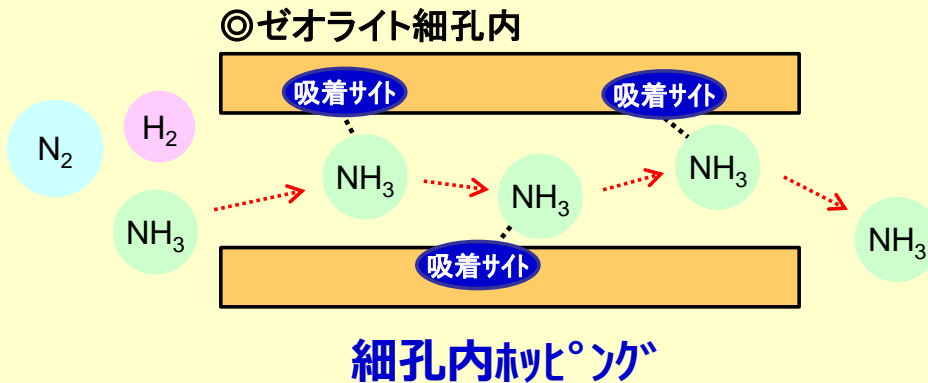 ◎ゼオライト細孔内
吸着サイト
吸着サイト
N₂
H₂
NH₃
NH₃
NH₃
NH₃
NH₃
吸着サイト
細孔内ﾎｯﾋﾟﾝｸﾞ